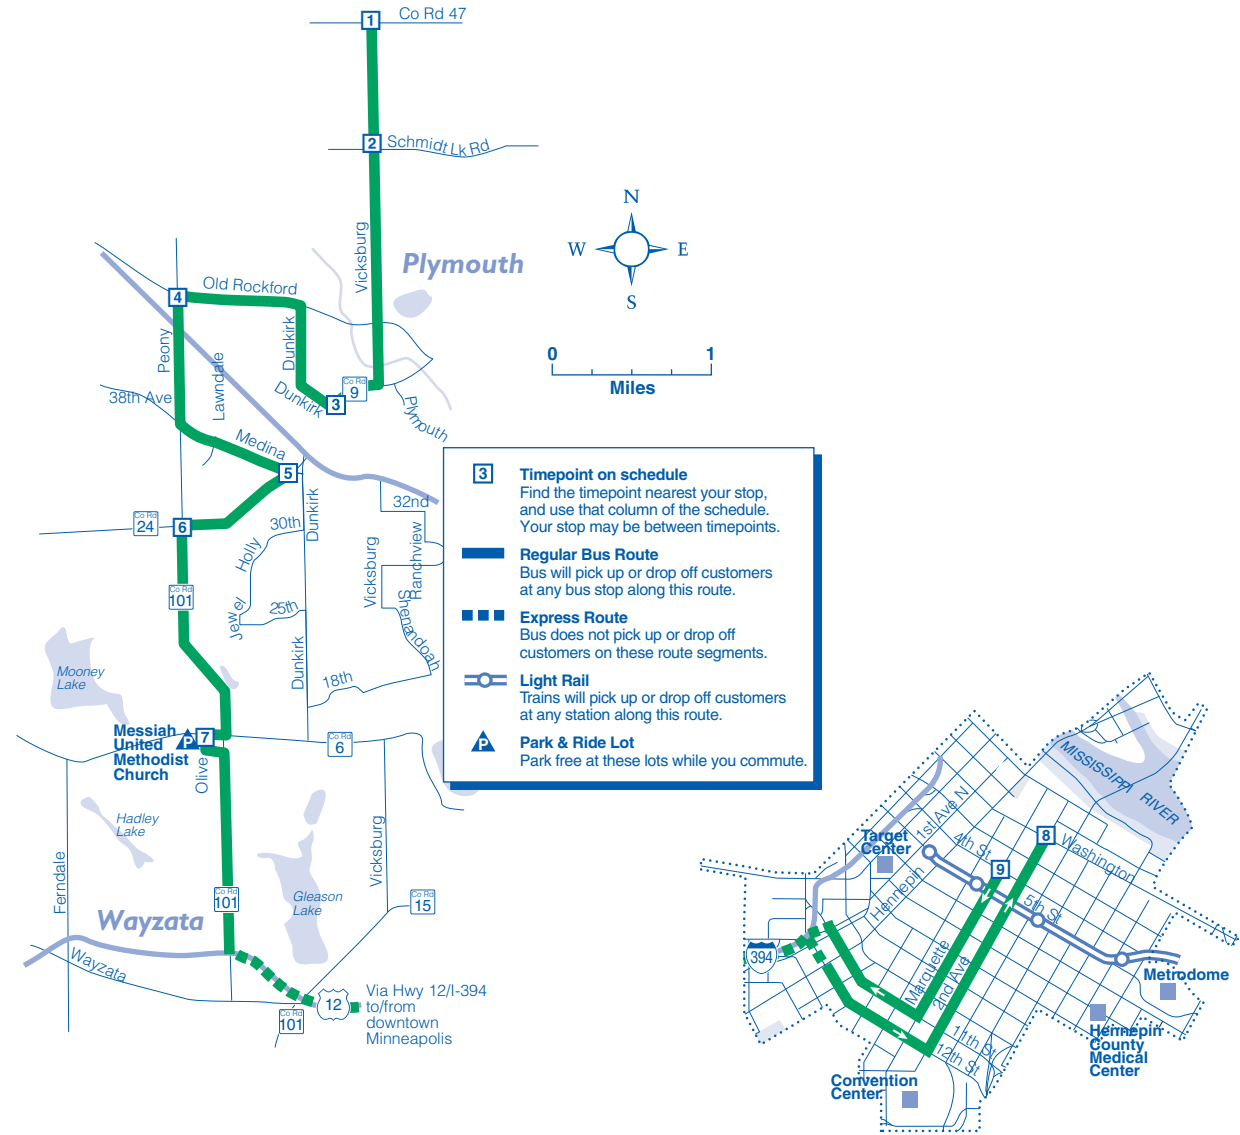 1
Co Rd 47
2
Schmidt Lk Rd
Vicksburg
Plymouth
N
W
E
S
0
1
Miles
4
Old Rockford
Peony
Dunkirk
Lawndale
38th Ave
Dunkirk
3
Co Rd
9
Plymouth
Medina
5
Co Rd
24
6
30th
Dunkirk
32nd
Holly
Vicksburg
Ranchview
Co Rd
101
Jewel
25th
Shenandoah
Dunkirk
18th
Mooney
Lake
Messiah
United
Methodist
Church
P
7
Co Rd
6
Olive
Hadley
Lake
Vicksburg
Ferndale
Co Rd
101
Gleason
Lake
Co Rd
15
Wayzata
Wayzata
12
Co Rd
101
Via Hwy 12/I-394
to/from
downtown
Minneapolis
3
Timepoint on schedule
Find the timepoint nearest your stop,
and use that column of the schedule.
Your stop may be between timepoints.
Regular Bus Route
Bus will pick up or drop off customers
at any bus stop along this route.
Express Route
Bus does not pick up or drop off
customers on these route segments.
Light Rail
Trains will pick up or drop off customers
at any station along this route.
P
Park & Ride Lot
Park free at these lots while you commute.
MISSISSIPPI RIVER
1st Ave N
Target
Center
4th St
8
Washington
9
Hennepin
5th St
394
Marquette
2nd Ave
Metrodome
11th St
12th St
Hennepin
County
Medical
Center
Convention
Center